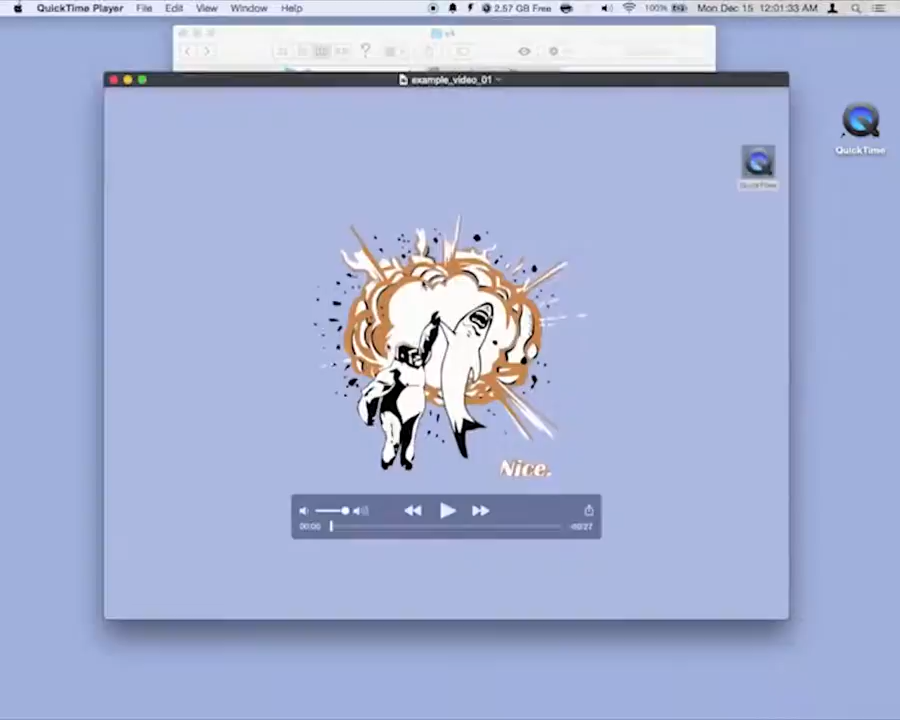 QuickTime Player File Edit View Window Help 2.57 GB Free 100% Mon Dec 15 12:01:33 AM
example_video_01
QuickTime
QuickTime
Nice.
00:00 -00:27